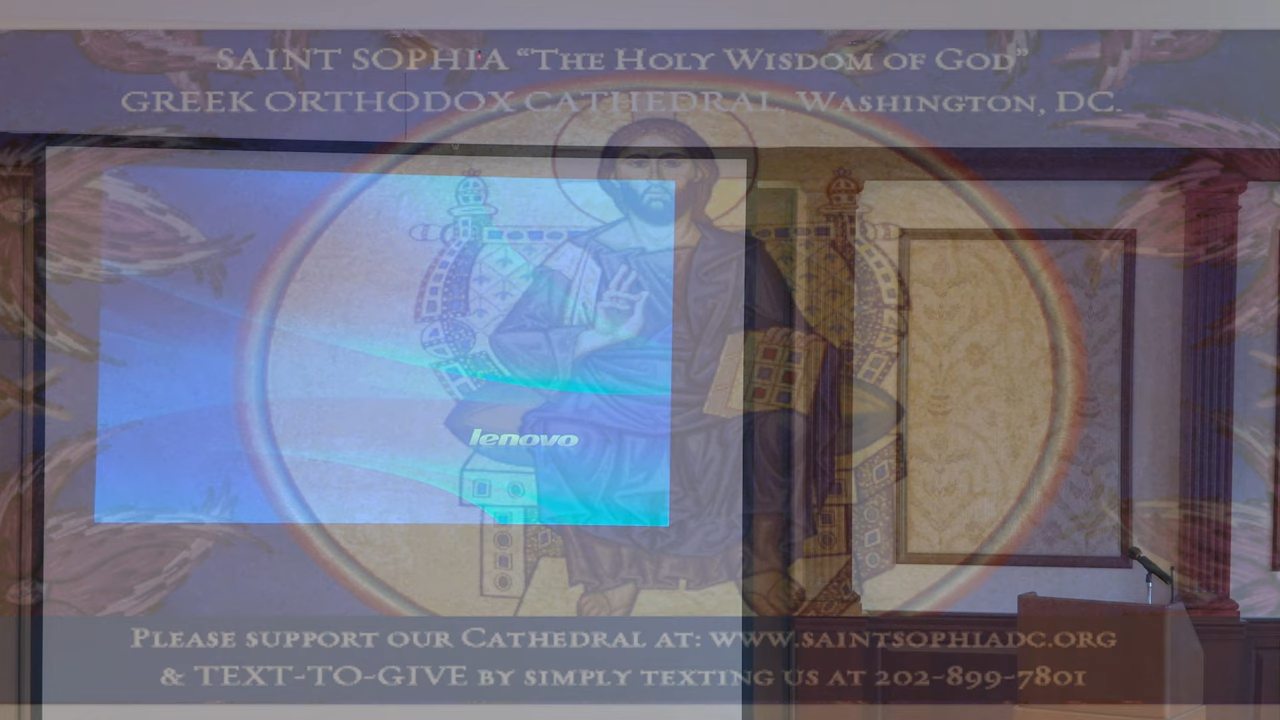 SAINT SOPHIA “THE HOLY WISDOM OF GOD”
GREEK ORTHODOX CATHEDRAL, WASHINGTON, DC.
lenovo
PLEASE SUPPORT OUR CATHEDRAL AT: WWW.SAINTSOPHIADC.ORG
& TEXT-TO-GIVE BY SIMPLY TEXTING US AT 202-899-7801